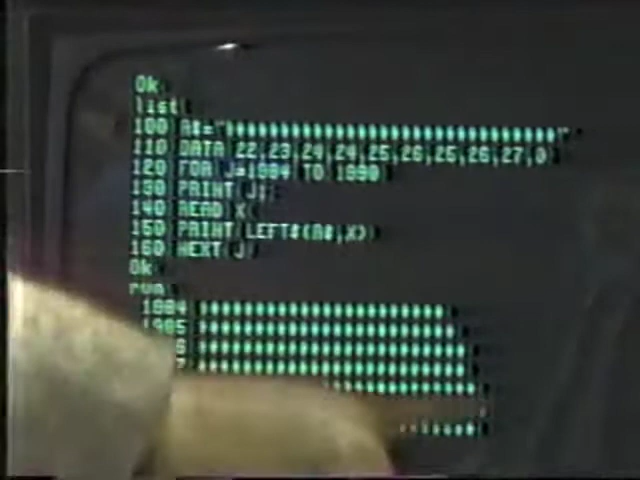 Ok
list
100 A$="################################"
110 DATA 22,23,24,24,25,26,25,26,27,0
120 FOR J=1984 TO 1990
130 PRINT J;
140 READ X
150 PRINT LEFT$(A$,X)
160 NEXT J
Ok
run
1984
1985